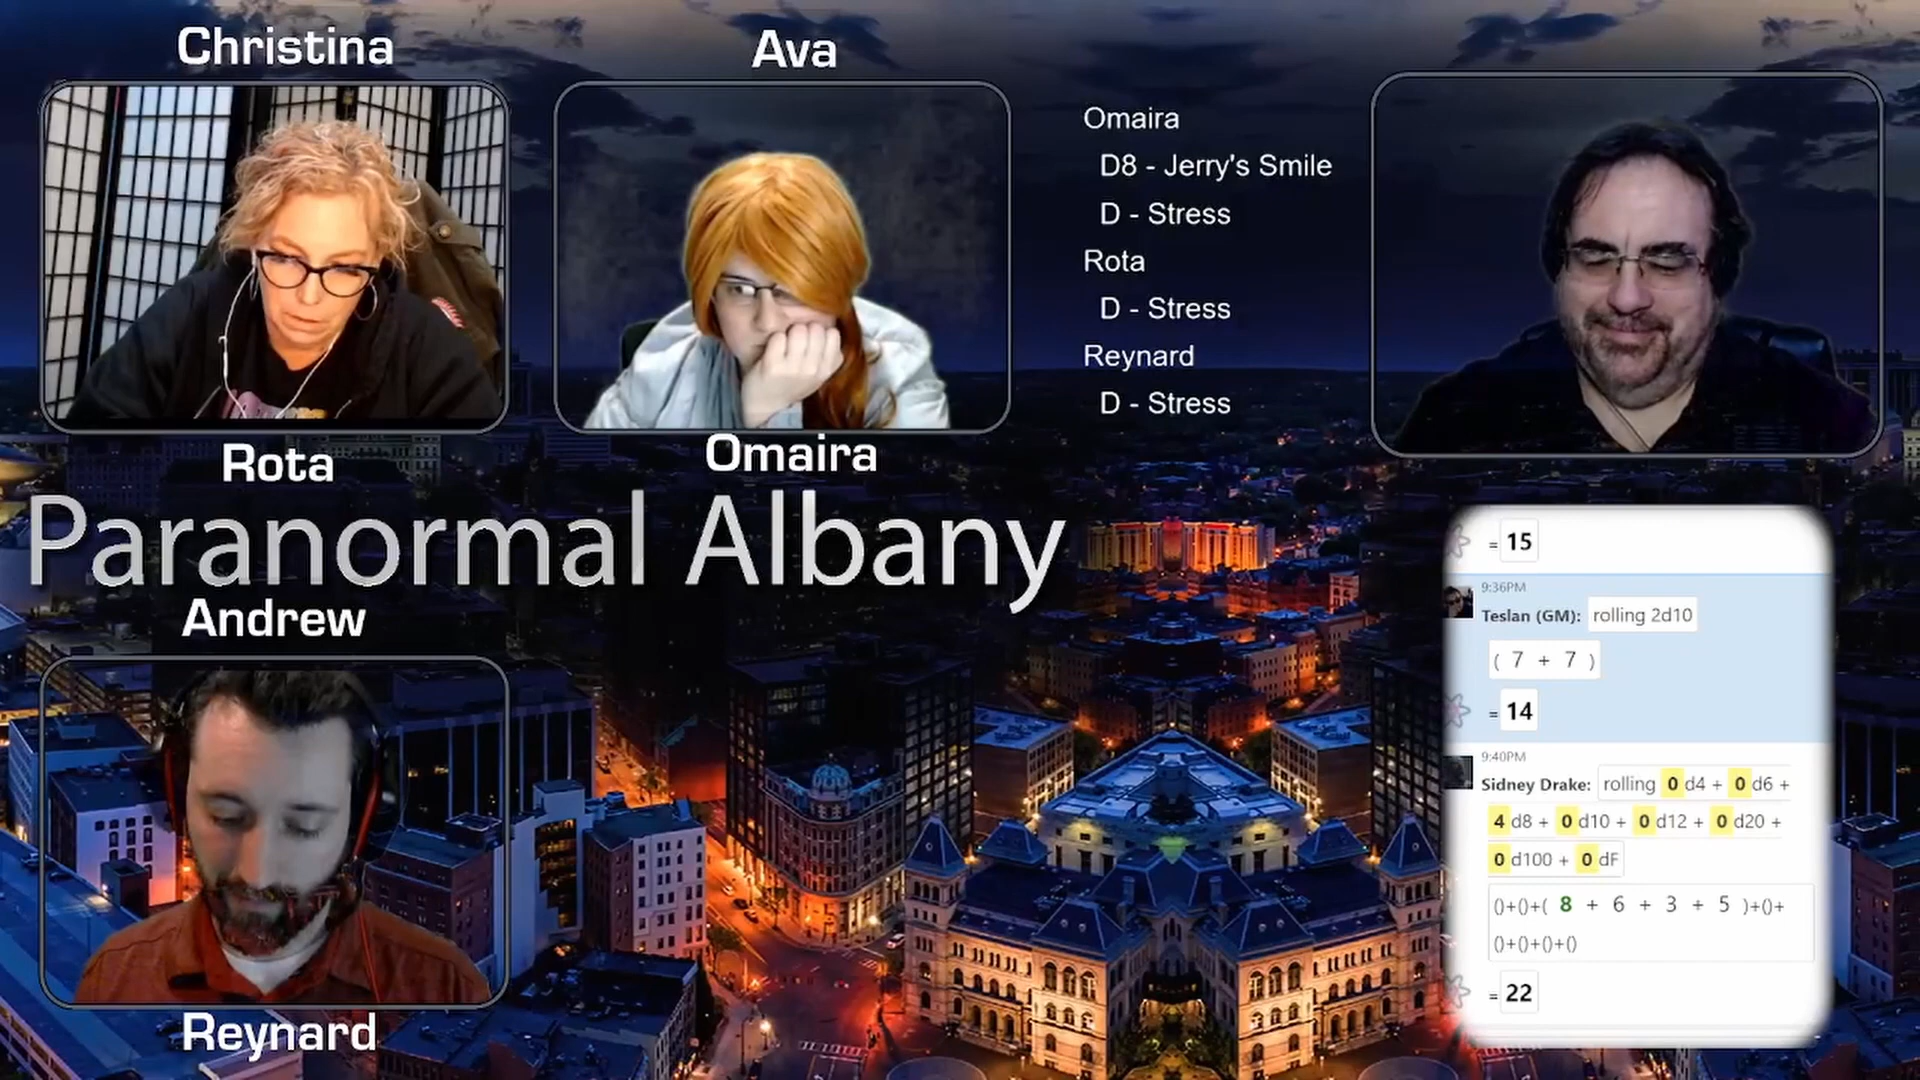 Christina
Ava
Omaira
D8 - Jerry's Smile
D - Stress
Rota
D - Stress
Reynard
D - Stress
Rota
Omaira
Paranormal Albany
Andrew
Reynard
= 15
9:36PM
Teslan (GM): rolling 2d10
( 7 + 7 )
= 14
9:40PM
Sidney Drake: rolling 0 d4 + 0 d6 +
4 d8 + 0 d10 + 0 d12 + 0 d20 +
0 d100 + 0 dF
()+()+( 8 + 6 + 3 + 5 )+()+
()+()+()+()
= 22